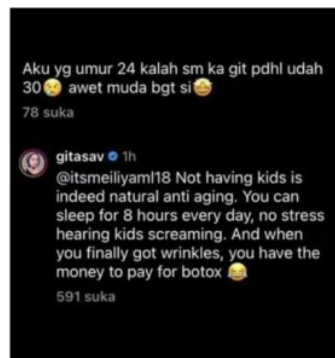 Aku yg umur 24 kalah sm ka git pdhl udah
30😢 awet muda bgt si🤩
78 suka
gitasav 1h
@itsmeiliyaml18 Not having kids is
indeed natural anti aging. You can
sleep for 8 hours every day, no stress
hearing kids screaming. And when
you finally got wrinkles, you have the
money to pay for botox 😂
591 suka